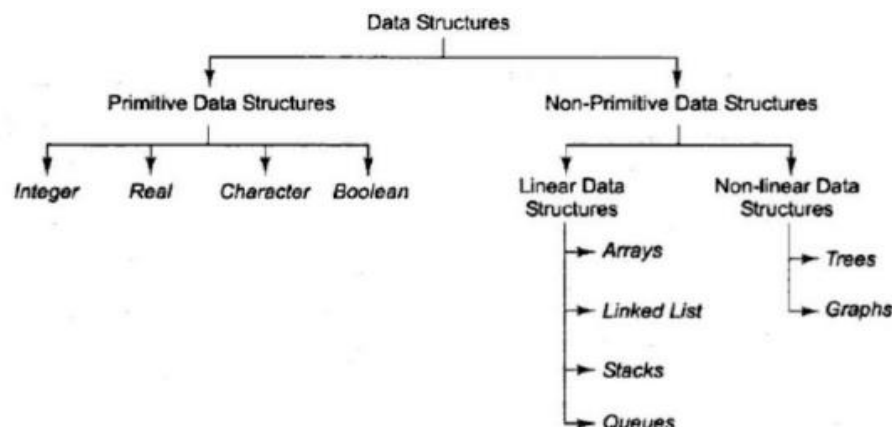 Data Structures
Primitive Data Structures
Non-Primitive Data Structures
Integer
Real
Character
Boolean
Linear Data
Structures
Non-linear Data
Structures
Arrays
Linked List
Stacks
Queues
Trees
Graphs